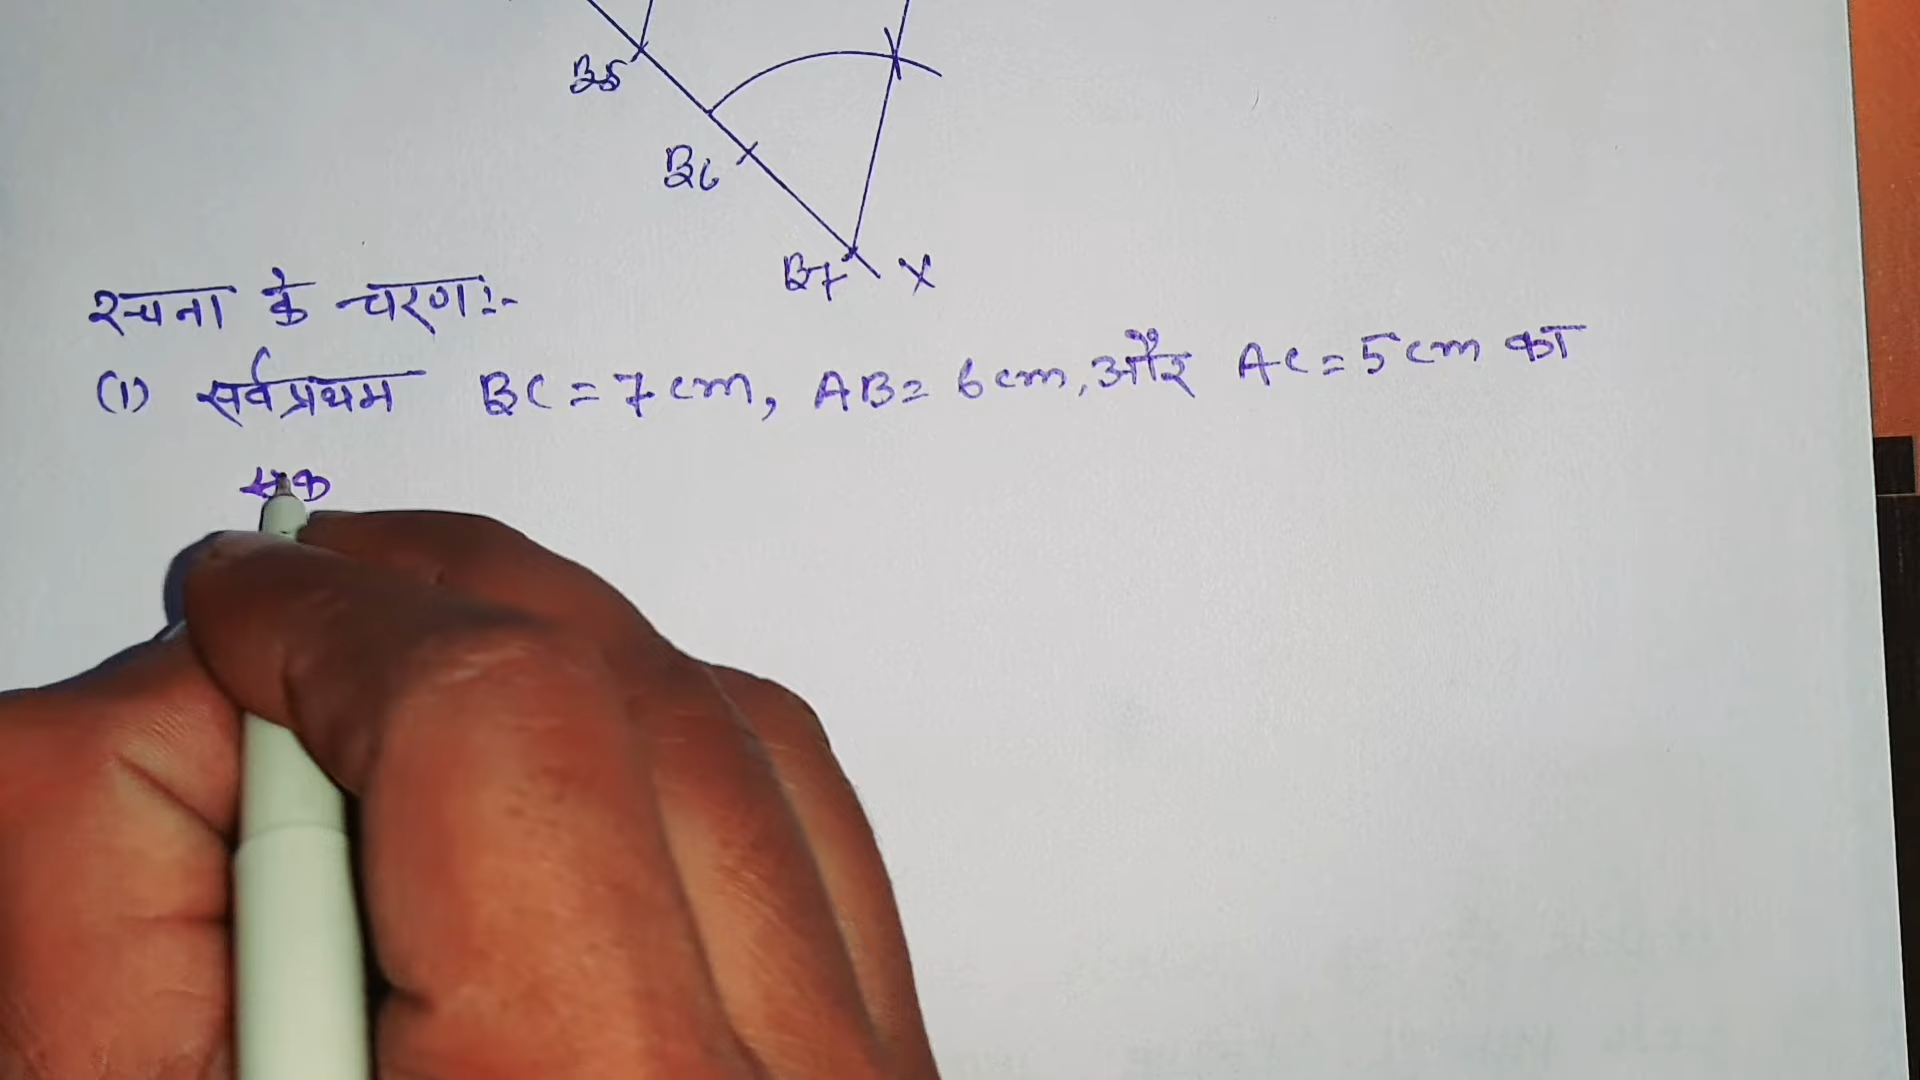 B5
B6
B7 X
रचना के चरण:-
(1) सर्वप्रथम BC = 7 cm, AB = 6 cm, और AC = 5 cm का